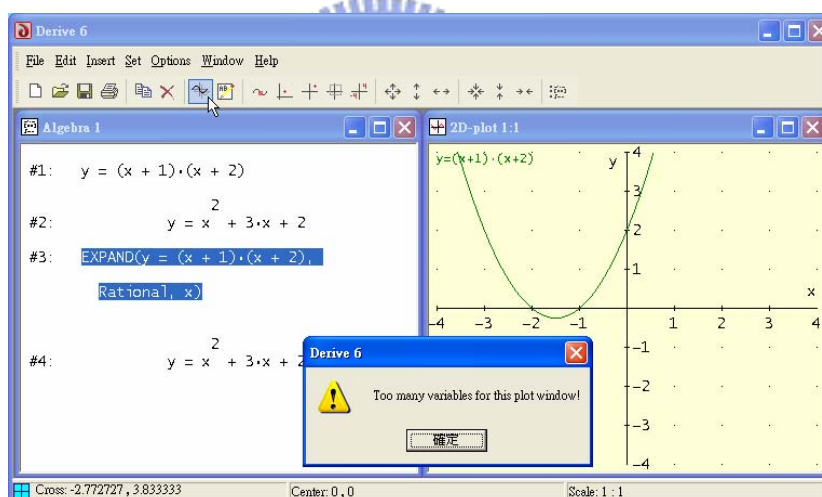 Derive 6
File Edit Insert Set Options Window Help
Algebra 1
#1: y = (x + 1)·(x + 2)
#2: y = x² + 3·x + 2
#3: EXPAND(y = (x + 1)·(x + 2),
Rational, x)
#4: y = x² + 3·x + 2
2D-plot 1:1
y=(x+1)·(x+2)
y
4
3
2
1
x
-4 -3 -2 -1 1 2 3 4
-1
-2
-3
-4
Derive 6
Too many variables for this plot window!
確定
Cross: -2.772727 , 3.833333
Center: 0 , 0
Scale: 1 : 1